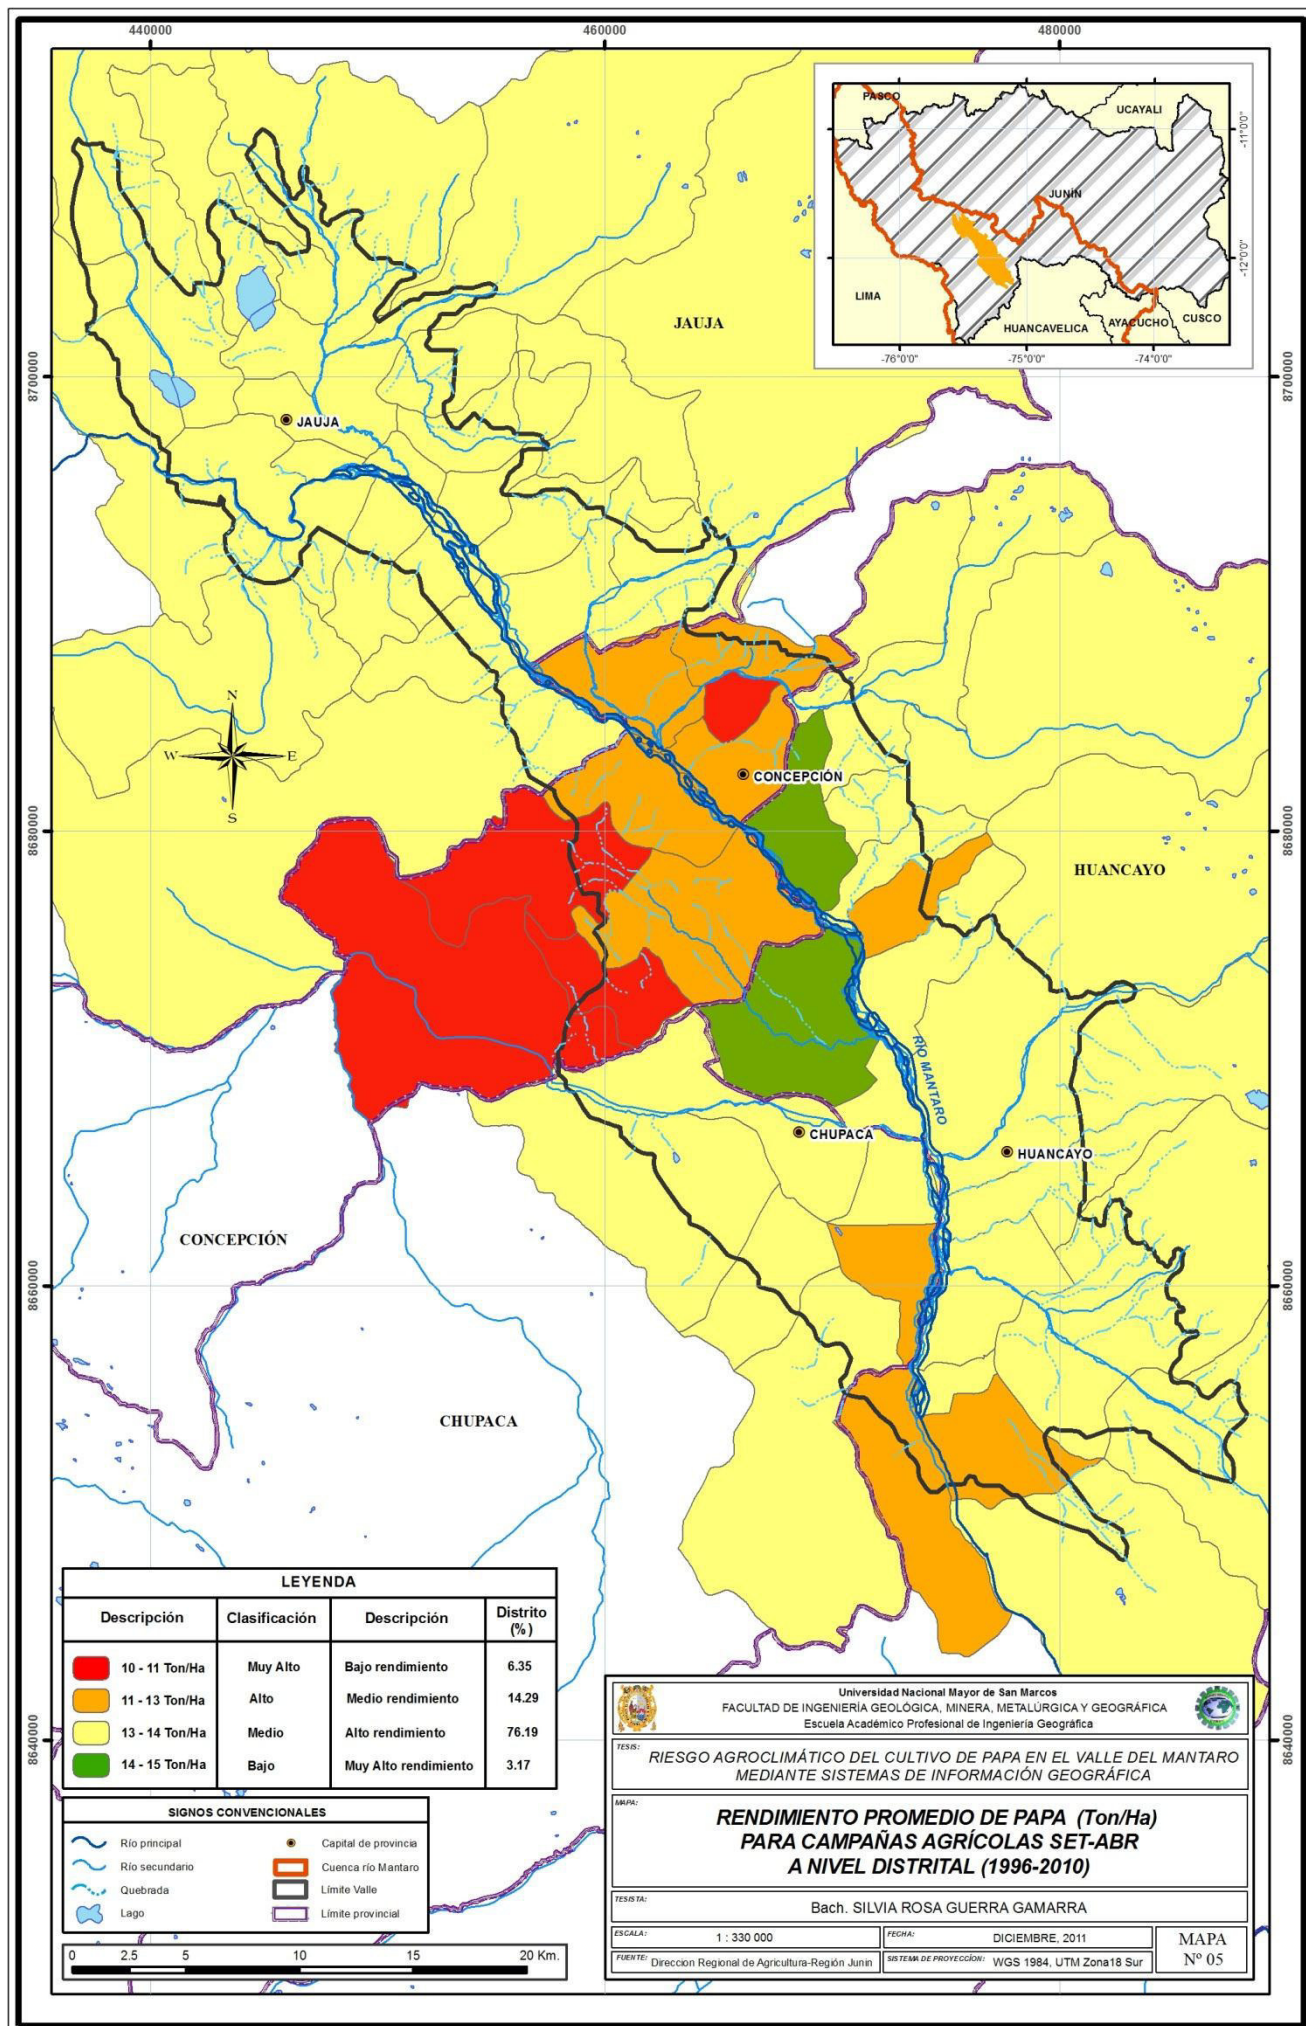 440000
460000
480000
PASCO
UCAYALI
JUNÍN
LIMA
HUANCAVELICA
AYACUCHO
CUSCO
-11°0'0"
-12°0'0"
-76°0'0"
-75°0'0"
-74°0'0"
8700000
8700000
JAUJA
JAUJA
N
W
E
S
CONCEPCIÓN
8680000
8680000
HUANCAYO
RÍO MANTARO
CHUPACA
HUANCAYO
CONCEPCIÓN
8660000
8660000
CHUPACA
LEYENDA
Descripción Clasificación Descripción Distrito (%)
10 - 11 Ton/Ha Muy Alto Bajo rendimiento 6.35
11 - 13 Ton/Ha Alto Medio rendimiento 14.29
13 - 14 Ton/Ha Medio Alto rendimiento 76.19
14 - 15 Ton/Ha Bajo Muy Alto rendimiento 3.17
8640000
8640000
SIGNOS CONVENCIONALES
Río principal
Capital de provincia
Río secundario
Cuenca río Mantaro
Quebrada
Límite Valle
Lago
Límite provincial
0 2.5 5 10 15 20 Km.
Universidad Nacional Mayor de San Marcos
FACULTAD DE INGENIERÍA GEOLÓGICA, MINERA, METALÚRGICA Y GEOGRÁFICA
Escuela Académico Profesional de Ingeniería Geográfica
TESIS:
RIESGO AGROCLIMÁTICO DEL CULTIVO DE PAPA EN EL VALLE DEL MANTARO
MEDIANTE SISTEMAS DE INFORMACIÓN GEOGRÁFICA
MAPA:
RENDIMIENTO PROMEDIO DE PAPA (Ton/Ha)
PARA CAMPAÑAS AGRÍCOLAS SET-ABR
A NIVEL DISTRITAL (1996-2010)
TESISTA:
Bach. SILVIA ROSA GUERRA GAMARRA
ESCALA: 1 : 330 000
FECHA: DICIEMBRE, 2011
FUENTE: Direccion Regional de Agricultura-Región Junin
SISTEMA DE PROYECCIÓN: WGS 1984, UTM Zona18 Sur
MAPA
Nº 05